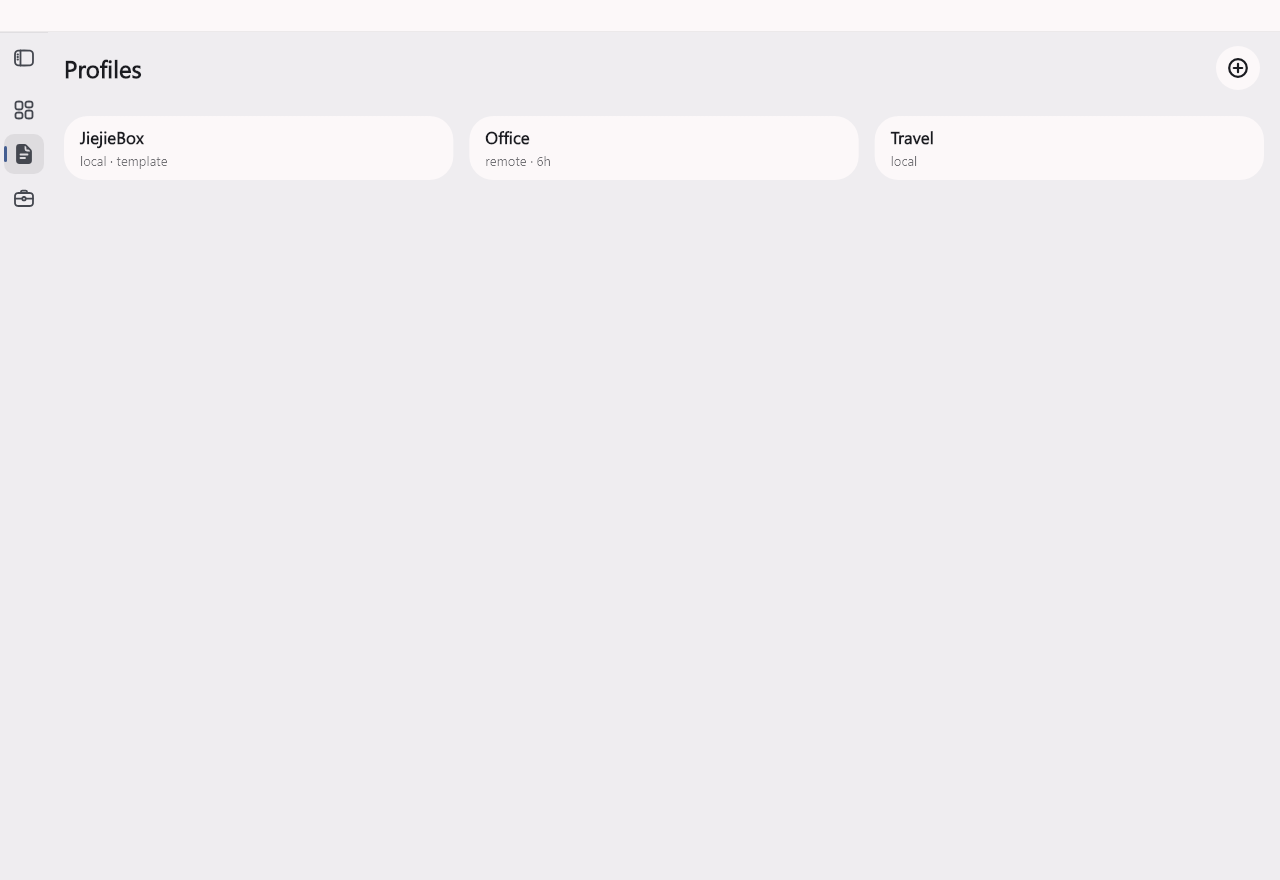 Profiles
JiejieBox
local · template
Office
remote · 6h
Travel
local